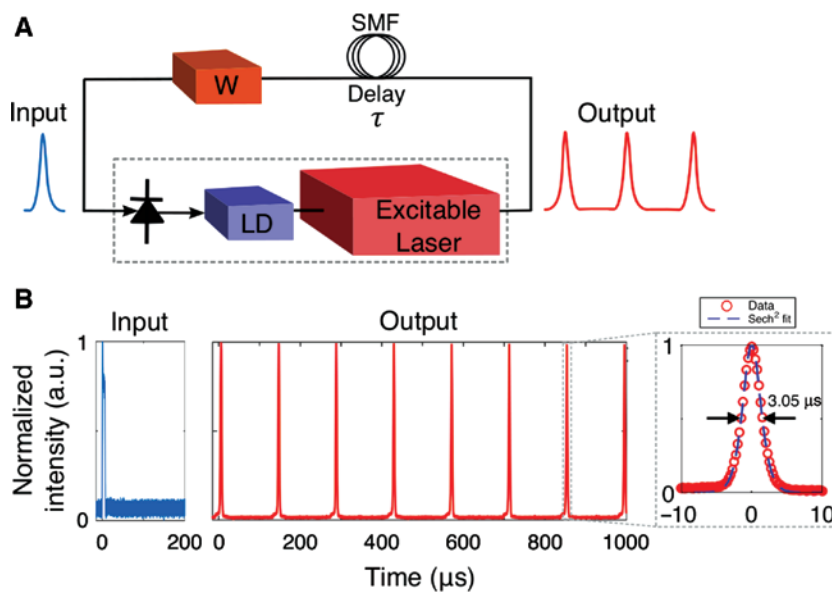 A
SMF
W
Delay
τ
Input
Output
LD
Excitable
Laser
B
Input
Output
Data
Sech² fit
Normalized
intensity (a.u.)
1
0
0
200
0
200
400
600
800
1000
Time (μs)
1
0
3.05 μs
−10
0
10